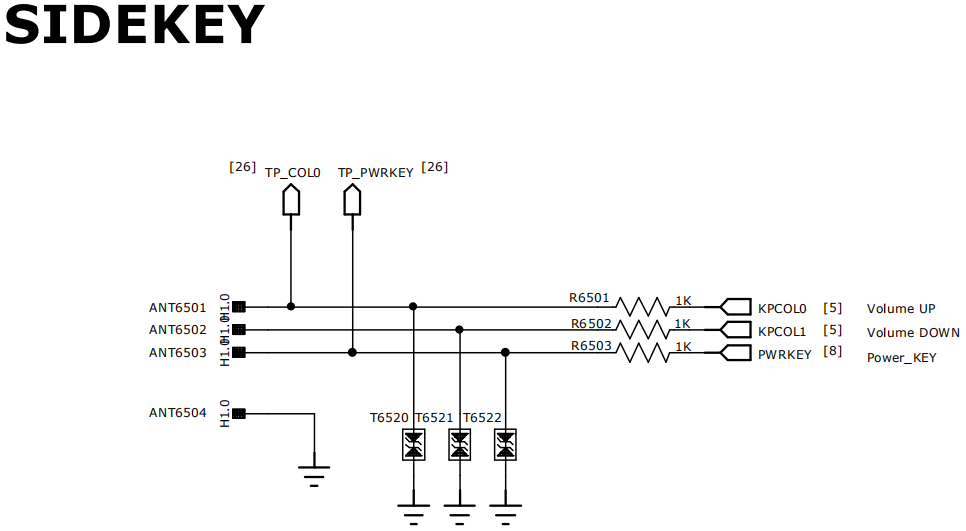 SIDEKEY
[26] TP_COL0 TP_PWRKEY [26]
ANT6501 H1.0 R6501 1K KPCOL0 [5] Volume UP
ANT6502 H1.0 R6502 1K KPCOL1 [5] Volume DOWN
ANT6503 H1.0 R6503 1K PWRKEY [8] Power_KEY
ANT6504 H1.0 T6520 T6521 T6522